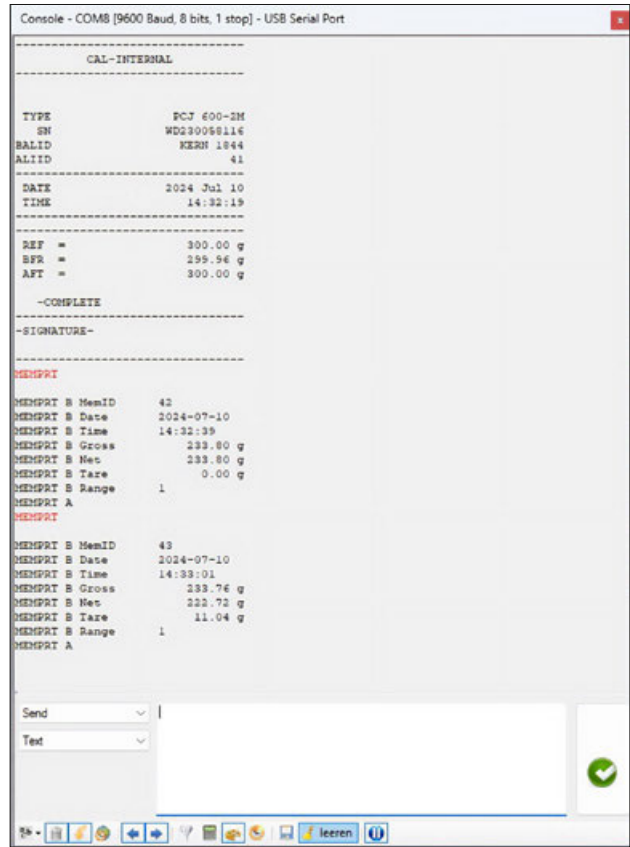 Console - COM8 [9600 Baud, 8 bits, 1 stop] - USB Serial Port
--------------------------------
CAL-INTERNAL
--------------------------------
TYPE PCJ 600-2M
SN WD230058116
BALID KERN 1844
ALIID 41
--------------------------------
DATE 2024 Jul 10
TIME 14:32:19
--------------------------------
--------------------------------
REF = 300.00 g
BFR = 299.96 g
AFT = 300.00 g
-COMPLETE
--------------------------------
-SIGNATURE-
--------------------------------
MEMPRT
MEMPRT B MemID 42
MEMPRT B Date 2024-07-10
MEMPRT B Time 14:32:39
MEMPRT B Gross 233.80 g
MEMPRT B Net 233.80 g
MEMPRT B Tare 0.00 g
MEMPRT B Range 1
MEMPRT A
MEMPRT
MEMPRT B MemID 43
MEMPRT B Date 2024-07-10
MEMPRT B Time 14:33:01
MEMPRT B Gross 233.76 g
MEMPRT B Net 222.72 g
MEMPRT B Tare 11.04 g
MEMPRT B Range 1
MEMPRT A
Send
Text
leeren